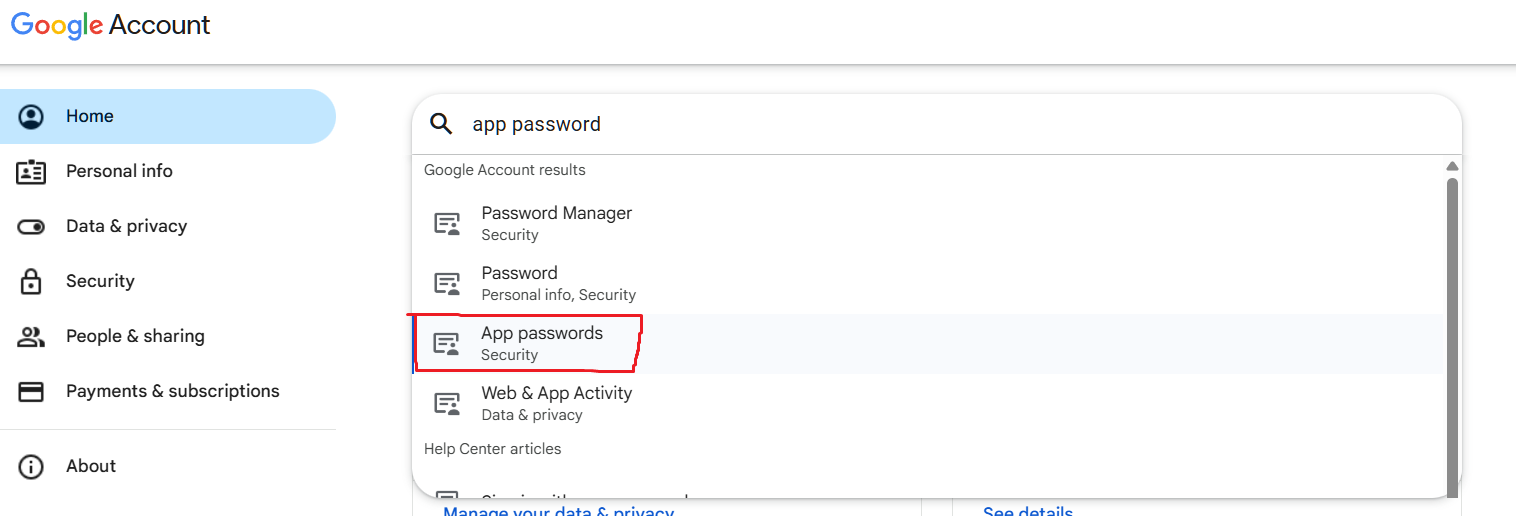 Google Account
Home
Personal info
Data & privacy
Security
People & sharing
Payments & subscriptions
About
app password
Google Account results
Password Manager
Security
Password
Personal info, Security
App passwords
Security
Web & App Activity
Data & privacy
Help Center articles
Manage your data & privacy
See details